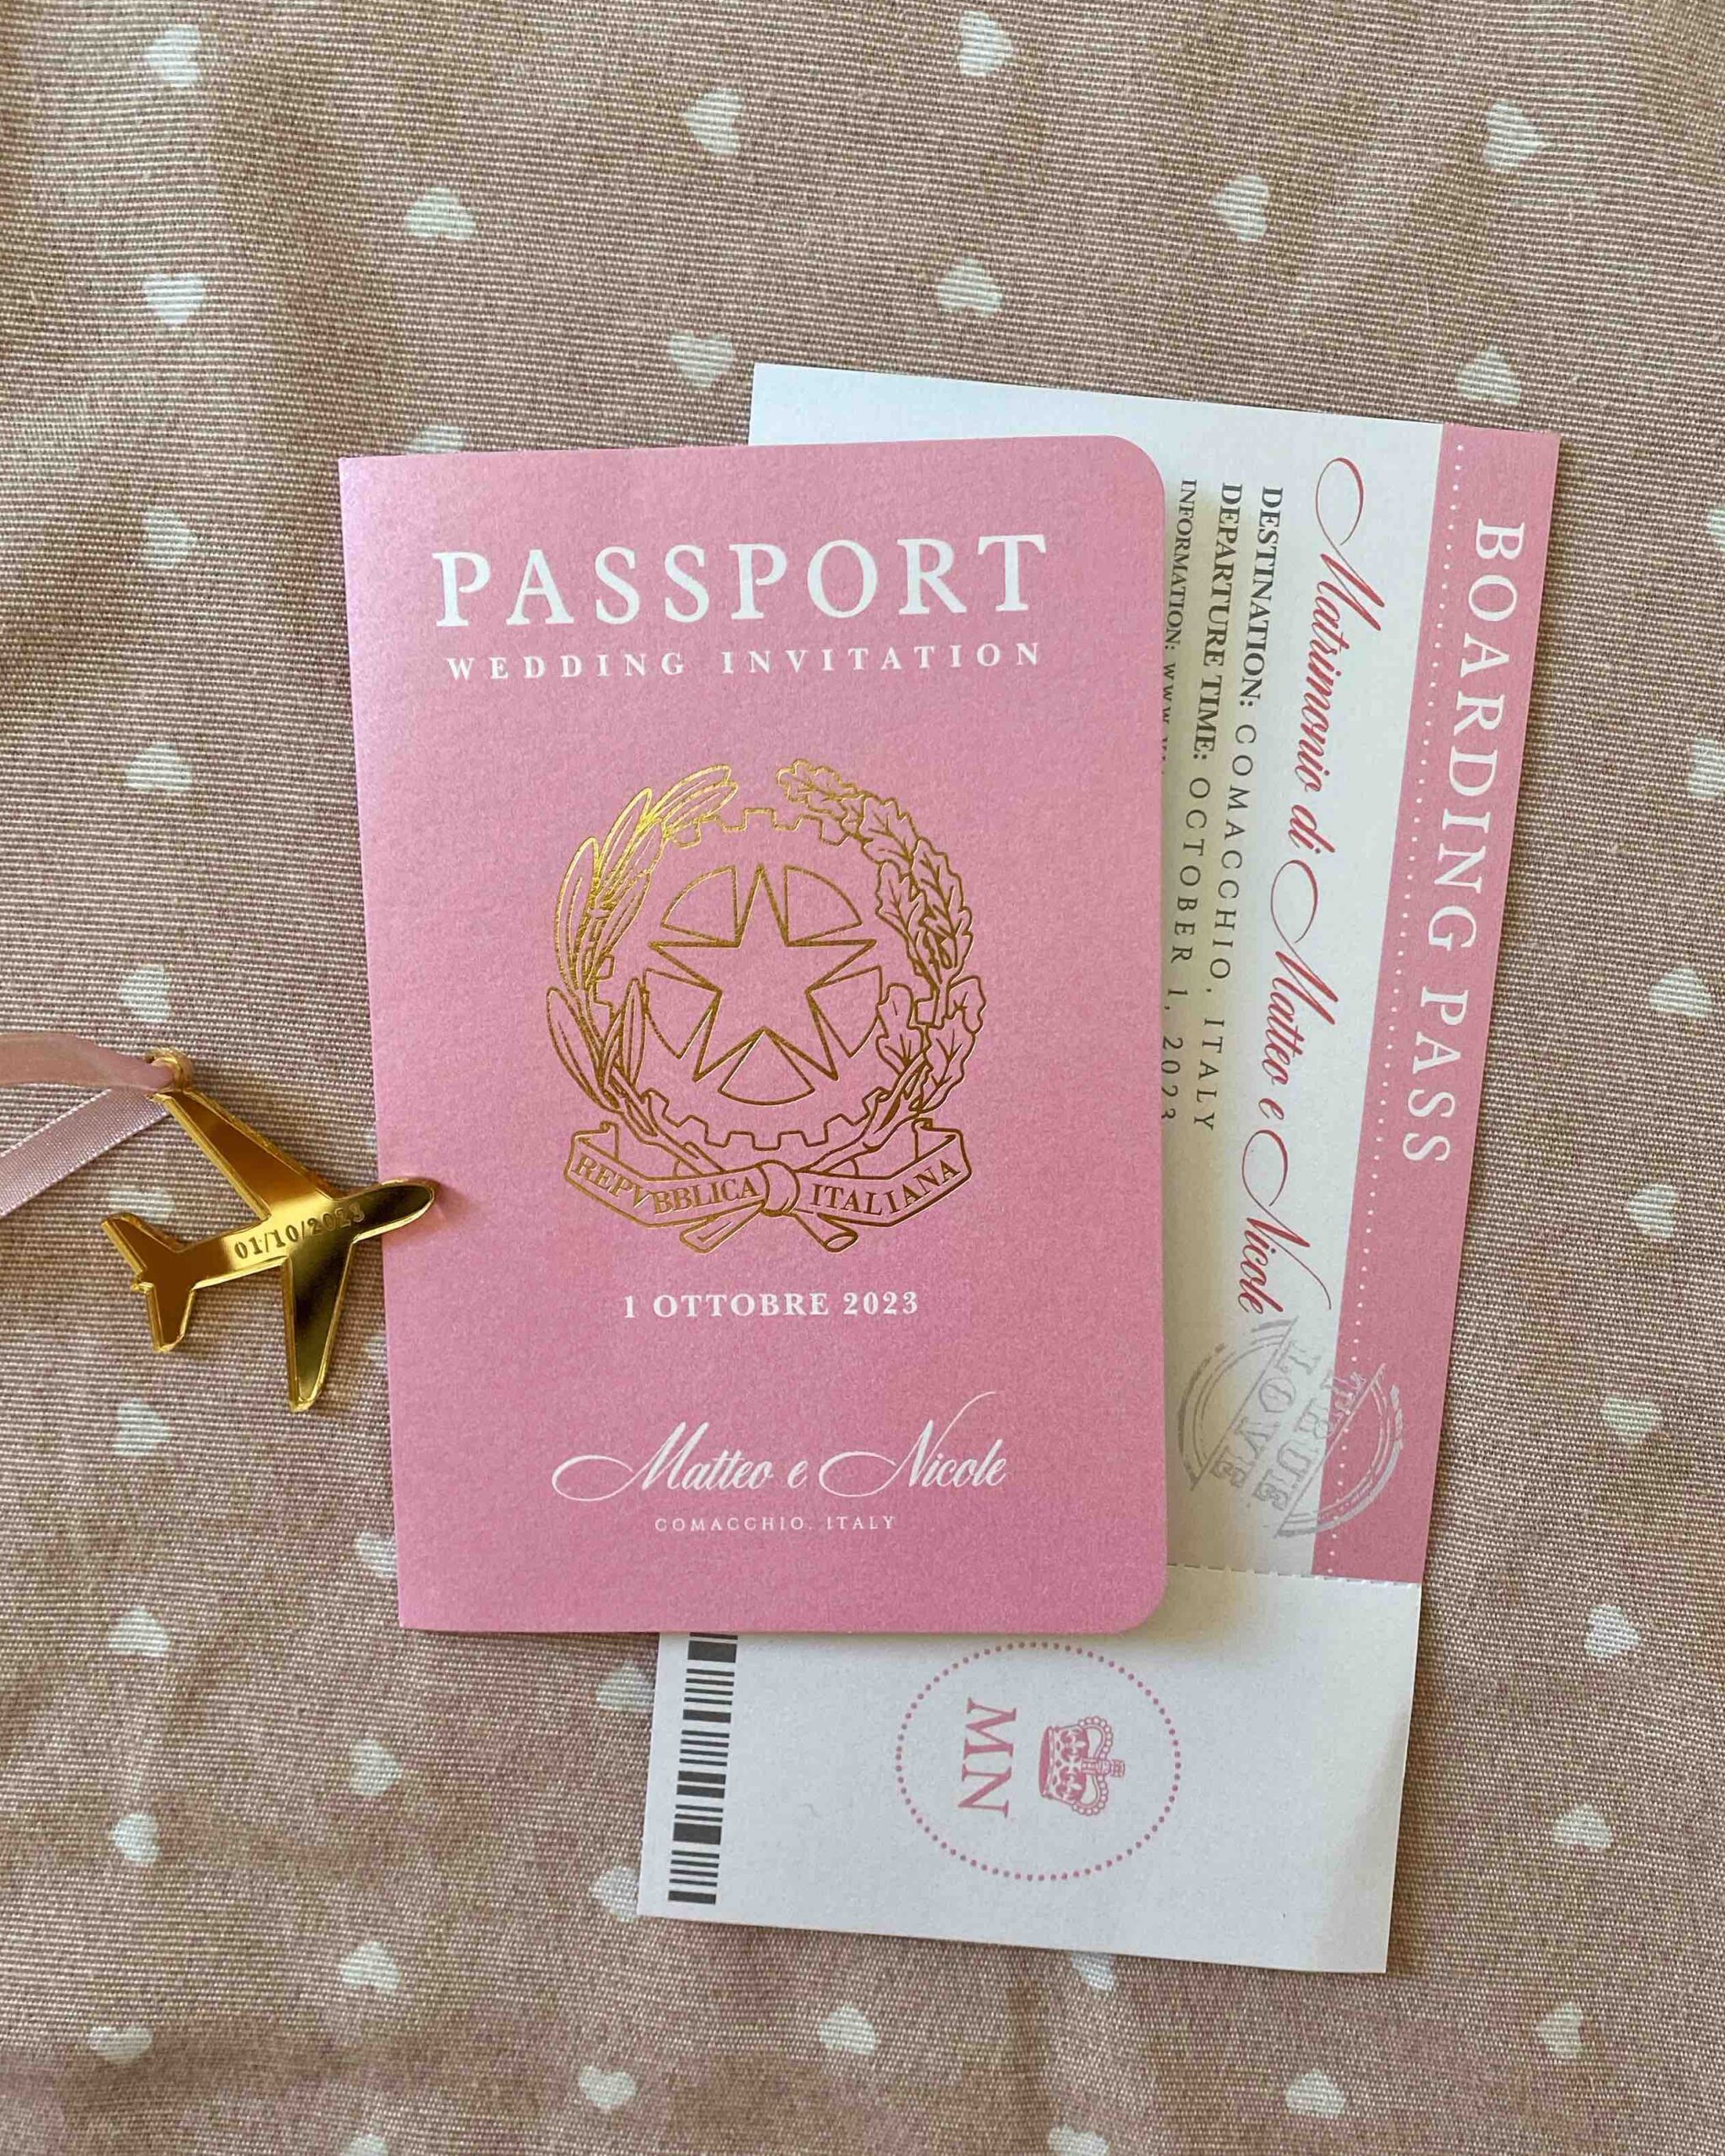 PASSPORT
WEDDING INVITATION
REPVBBLICA ITALIANA
1 OTTOBRE 2023
Matteo e Nicole
COMACCHIO, ITALY
01/10/2023
BOARDING PASS
Matrimonio di Matteo e Nicole
DESTINATION: COMACCHIO, ITALY
DEPARTURE TIME: OCTOBER 1, 2023
INFORMATION: WWW.
TRUE
LOVE
MN